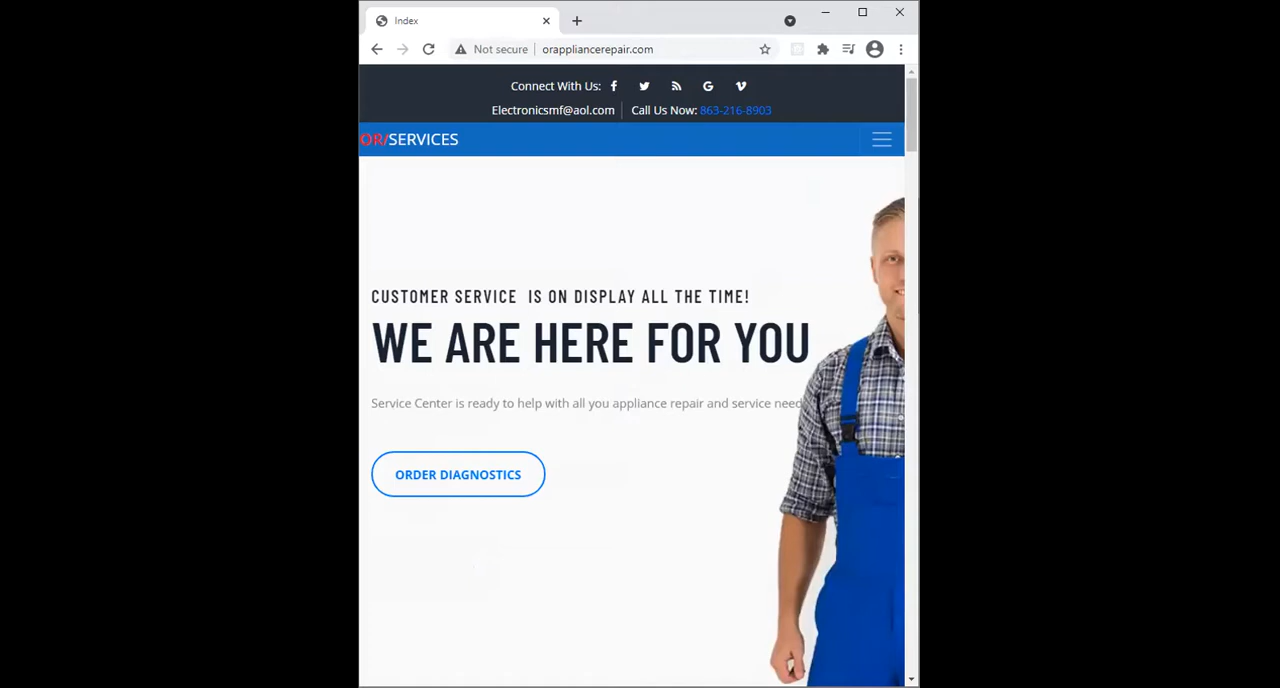 Index
Not secure orappliancerepair.com
Connect With Us:
Electronicsmf@aol.com Call Us Now: 863-216-8903
OR/SERVICES
CUSTOMER SERVICE IS ON DISPLAY ALL THE TIME!
WE ARE HERE FOR YOU
Service Center is ready to help with all you appliance repair and service need
ORDER DIAGNOSTICS